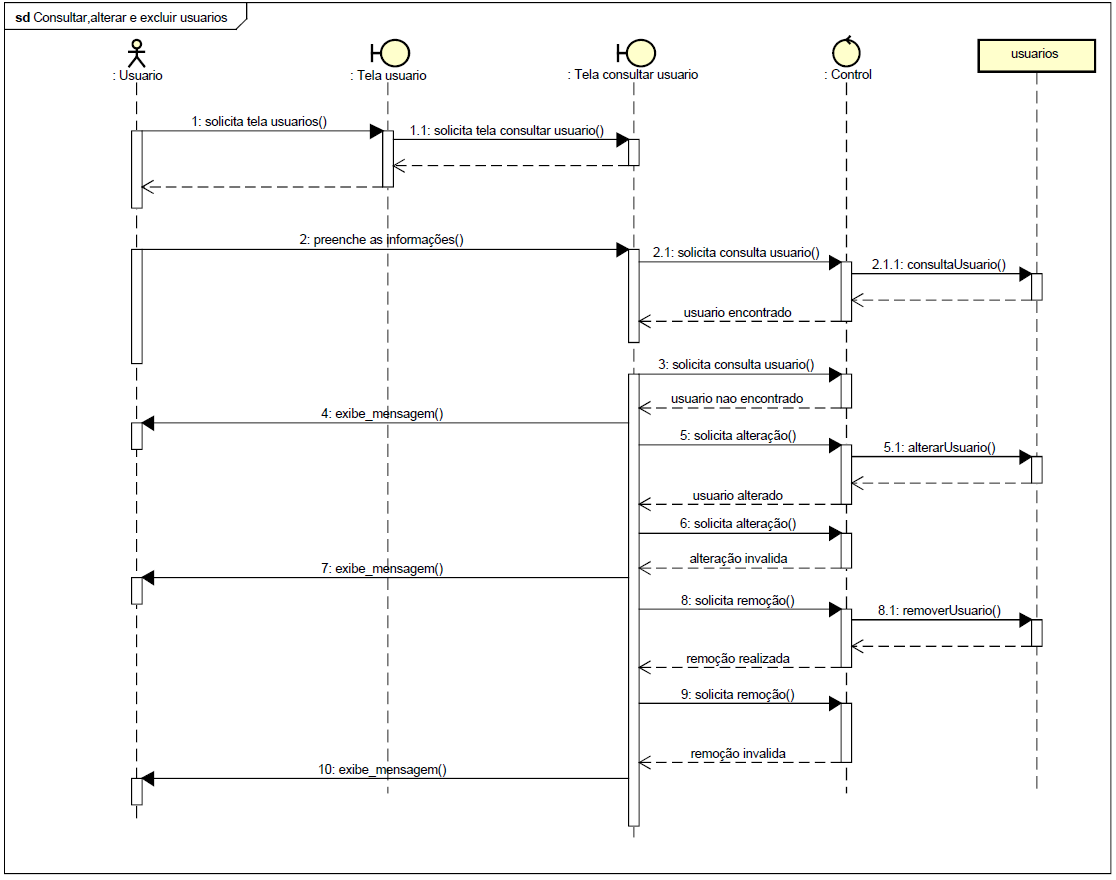 sd Consultar,alterar e excluir usuarios
: Usuario
: Tela usuario
: Tela consultar usuario
: Control
usuarios
1: solicita tela usuarios()
1.1: solicita tela consultar usuario()
2: preenche as informações()
2.1: solicita consulta usuario()
2.1.1: consultaUsuario()
usuario encontrado
3: solicita consulta usuario()
usuario nao encontrado
4: exibe_mensagem()
5: solicita alteração()
5.1: alterarUsuario()
usuario alterado
6: solicita alteração()
alteração invalida
7: exibe_mensagem()
8: solicita remoção()
8.1: removerUsuario()
remoção realizada
9: solicita remoção()
remoção invalida
10: exibe_mensagem()